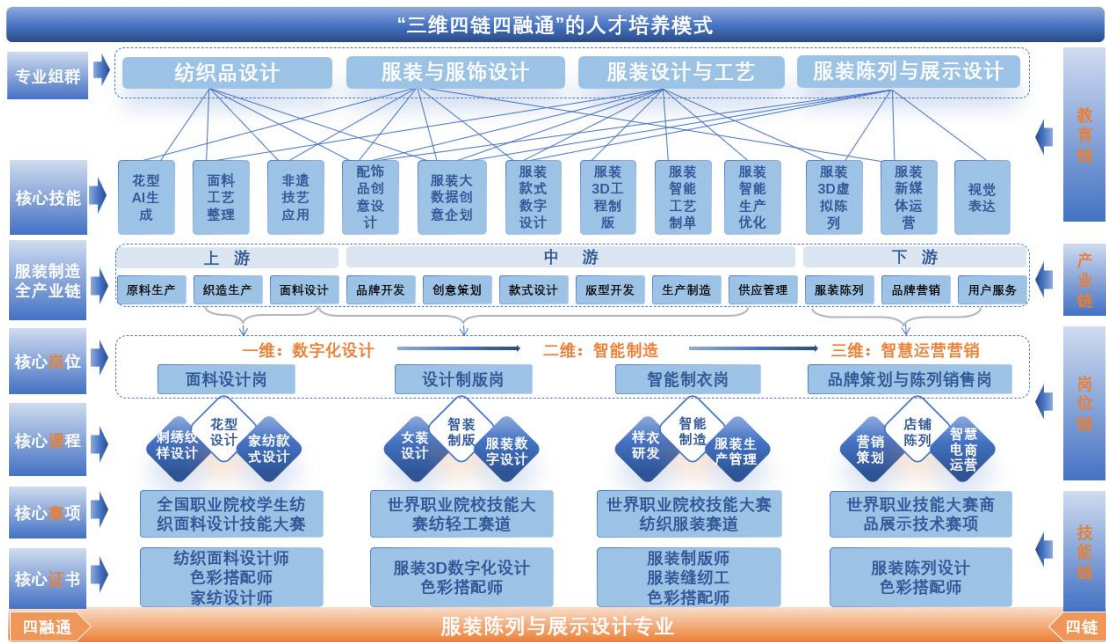 “三维四链四融通”的人才培养模式
专业组群
纺织品设计
服装与服饰设计
服装设计与工艺
服装陈列与展示设计
教育链
核心技能
花型
AI生
成
面料
工艺
整理
非遗
技艺
应用
配饰
品创
意设
计
服装大
数据创
意企划
服装
款式
数字
设计
服装
3D工
程制
版
服装
智能
工艺
制单
服装
智能
生产
优化
服装
3D虚
拟陈
列
服装
新媒
体运
营
视觉
表达
服装制造
全产业链
上 游
中 游
下 游
原料生产
织造生产
面料设计
品牌开发
创意策划
款式设计
版型开发
生产制造
供应管理
服装陈列
品牌营销
用户服务
产业链
核心岗位
一维：数字化设计
二维：智能制造
三维：智慧运营营销
面料设计岗
设计制版岗
智能制衣岗
品牌策划与陈列销售岗
岗位链
核心课程
刺绣纹
样设计
花型
设计
家纺款
式设计
女装
设计
智装
制版
服装数
字设计
样衣
研发
智能
制造
服装生
产管理
营销
策划
店铺
陈列
智慧
电商
运营
核心赛项
全国职业院校学生纺
织面料设计技能大赛
世界职业院校技能大
赛纺轻工赛道
世界职业院校技能大赛
纺织服装赛道
世界职业技能大赛商
品展示技术赛项
技能链
核心证书
纺织面料设计师
色彩搭配师
家纺设计师
服装3D数字化设计
色彩搭配师
服装制版师
服装缝纫工
色彩搭配师
服装陈列设计
色彩搭配师
四融通
服装陈列与展示设计专业
四链